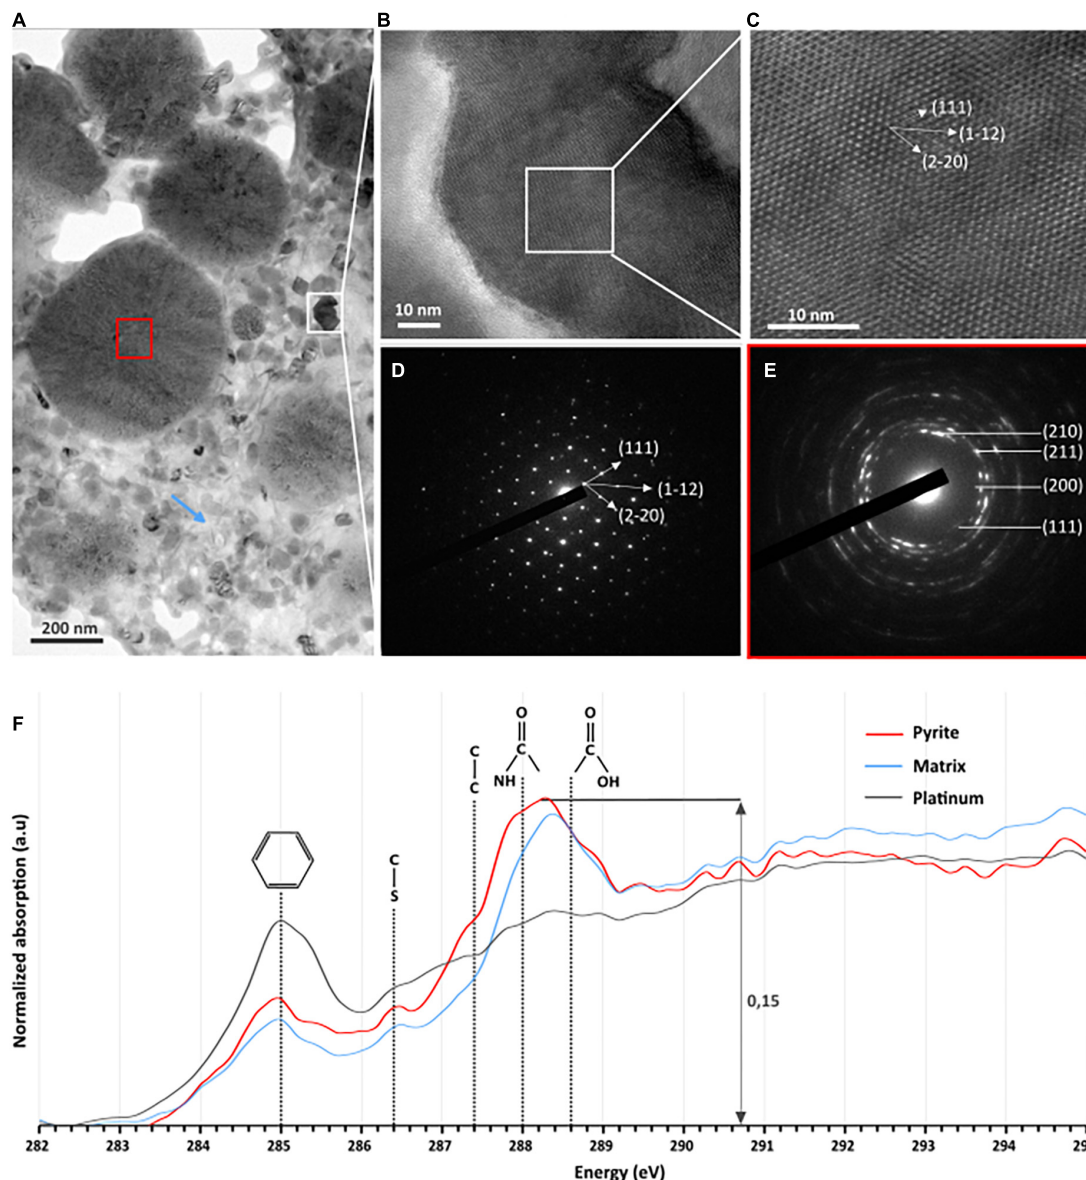 A
B
C
(111)
(1-12)
(2-20)
10 nm
10 nm
D
E
(111)
(1-12)
(2-20)
(210)
(211)
(200)
(111)
200 nm
F
O
C
NH
O
C
OH
C
C
C
S
Pyrite
Matrix
Platinum
0,15
Normalized absorption (a.u)
282 283 284 285 286 287 288 289 290 291 292 293 294 29
Energy (eV)